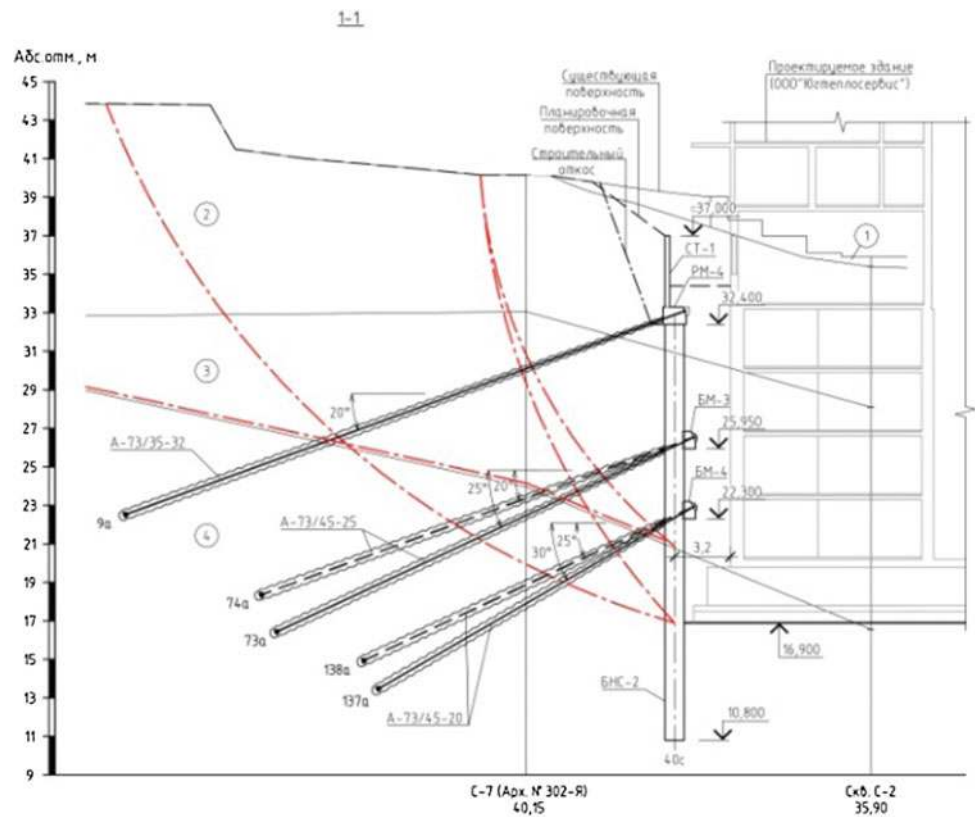 1-1
Абс.отм., м
45
43
41
39
37
35
33
31
29
27
25
23
21
19
17
15
13
11
9
Существующая
поверхность
Планировочная
поверхность
Строительный
откос
Проектируемое здание
(ООО"Югтеплосервис")
37,000
1
СТ-1
РМ-4
32,400
2
3
4
20°
А-73/35-32
9а
БМ-3
25,950
БМ-4
22,300
25°
20°
А-73/45-25
30°
25°
3,2
74а
73а
138а
137а
А-73/45-20
БНС-2
16,900
10,800
40с
С-7 (Арх. № 302-Я)
40,15
Скв. С-2
35,90